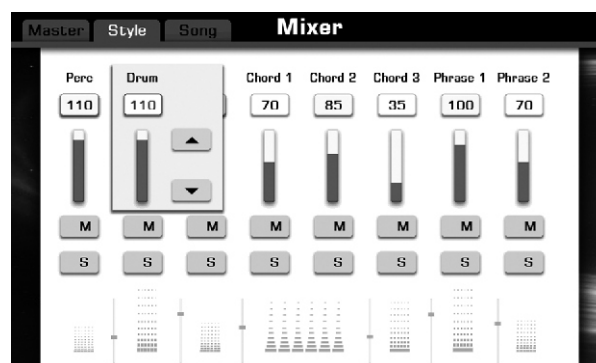 Master Style Song Mixer
Perc Drum Chord 1 Chord 2 Chord 3 Phrase 1 Phrase 2
110 110 70 85 35 100 70
M M M M M M M M
S S S S S S S S